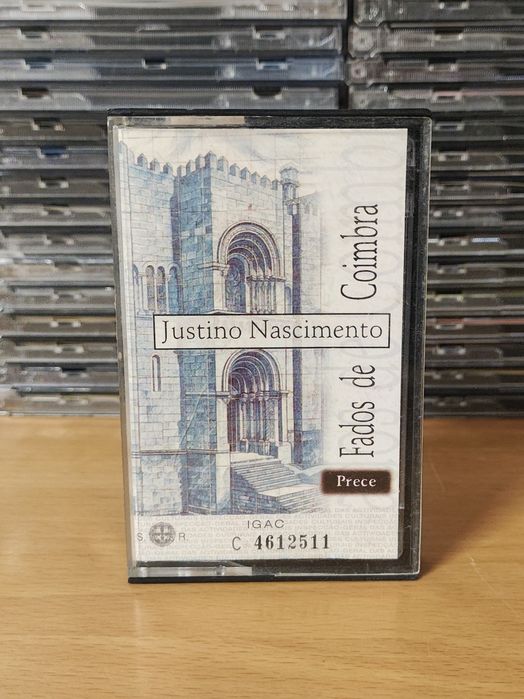 Justino Nascimento
Fados de Coimbra
Prece
IGAC
S. R.
C 4612511